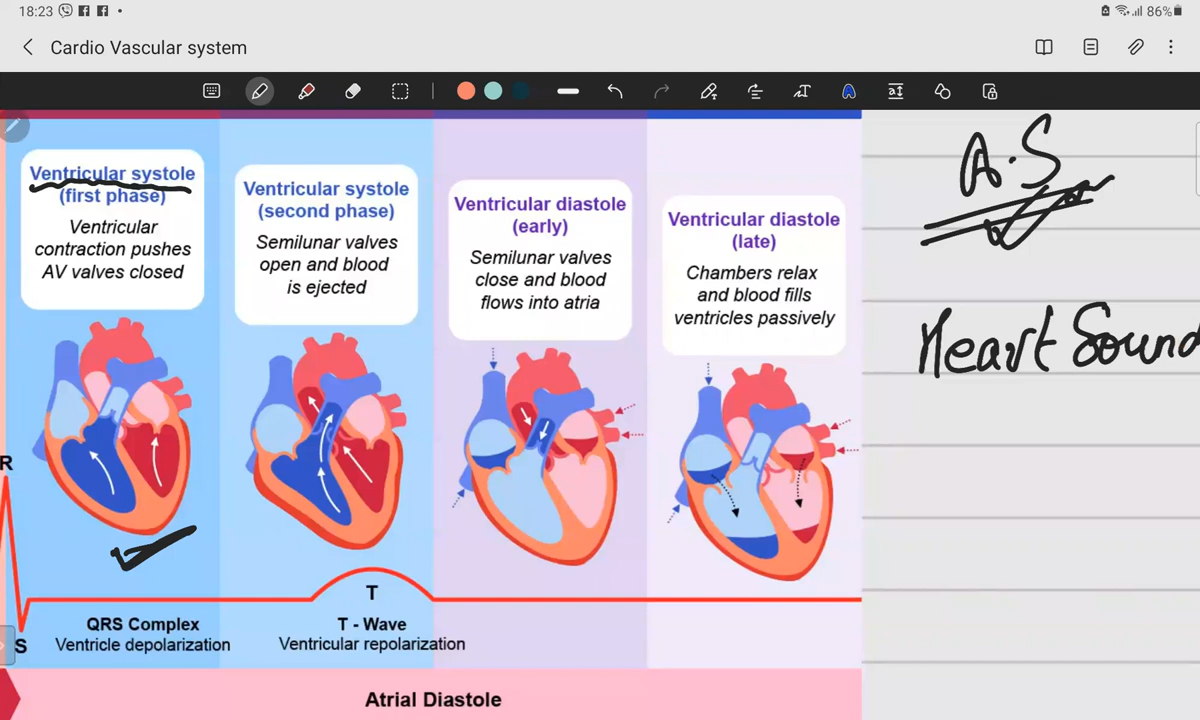 18:23
86%
Cardio Vascular system
Ventricular systole
(first phase)
Ventricular
contraction pushes
AV valves closed
Ventricular systole
(second phase)
Semilunar valves
open and blood
is ejected
Ventricular diastole
(early)
Semilunar valves
close and blood
flows into atria
Ventricular diastole
(late)
Chambers relax
and blood fills
ventricles passively
A.S
Heart Sound
R
S
QRS Complex
Ventricle depolarization
T
T - Wave
Ventricular repolarization
Atrial Diastole